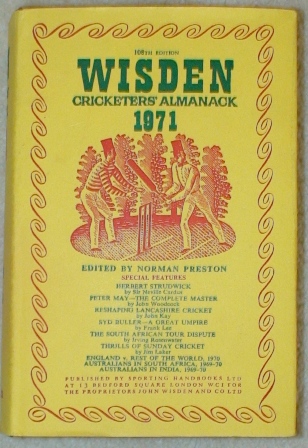 108TH EDITION
WISDEN
CRICKETERS' ALMANACK
1971
EDITED BY NORMAN PRESTON
SPECIAL FEATURES
HERBERT STRUDWICK
by Sir Neville Cardus
PETER MAY—THE COMPLETE MASTER
by John Woodcock
RESHAPING LANCASHIRE CRICKET
by John Kay
SYD BULLER—A GREAT UMPIRE
by Frank Lee
THE SOUTH AFRICAN TOUR DISPUTE
by Irving Rosenwater
THRILLS OF SUNDAY CRICKET
by Jim Laker
ENGLAND v. REST OF THE WORLD, 1970
AUSTRALIANS IN SOUTH AFRICA, 1969-70
AUSTRALIANS IN INDIA, 1969-70
PUBLISHED BY SPORTING HANDBOOKS LTD
AT 13 BEDFORD SQUARE LONDON WC1 FOR
THE PROPRIETORS JOHN WISDEN AND CO LTD